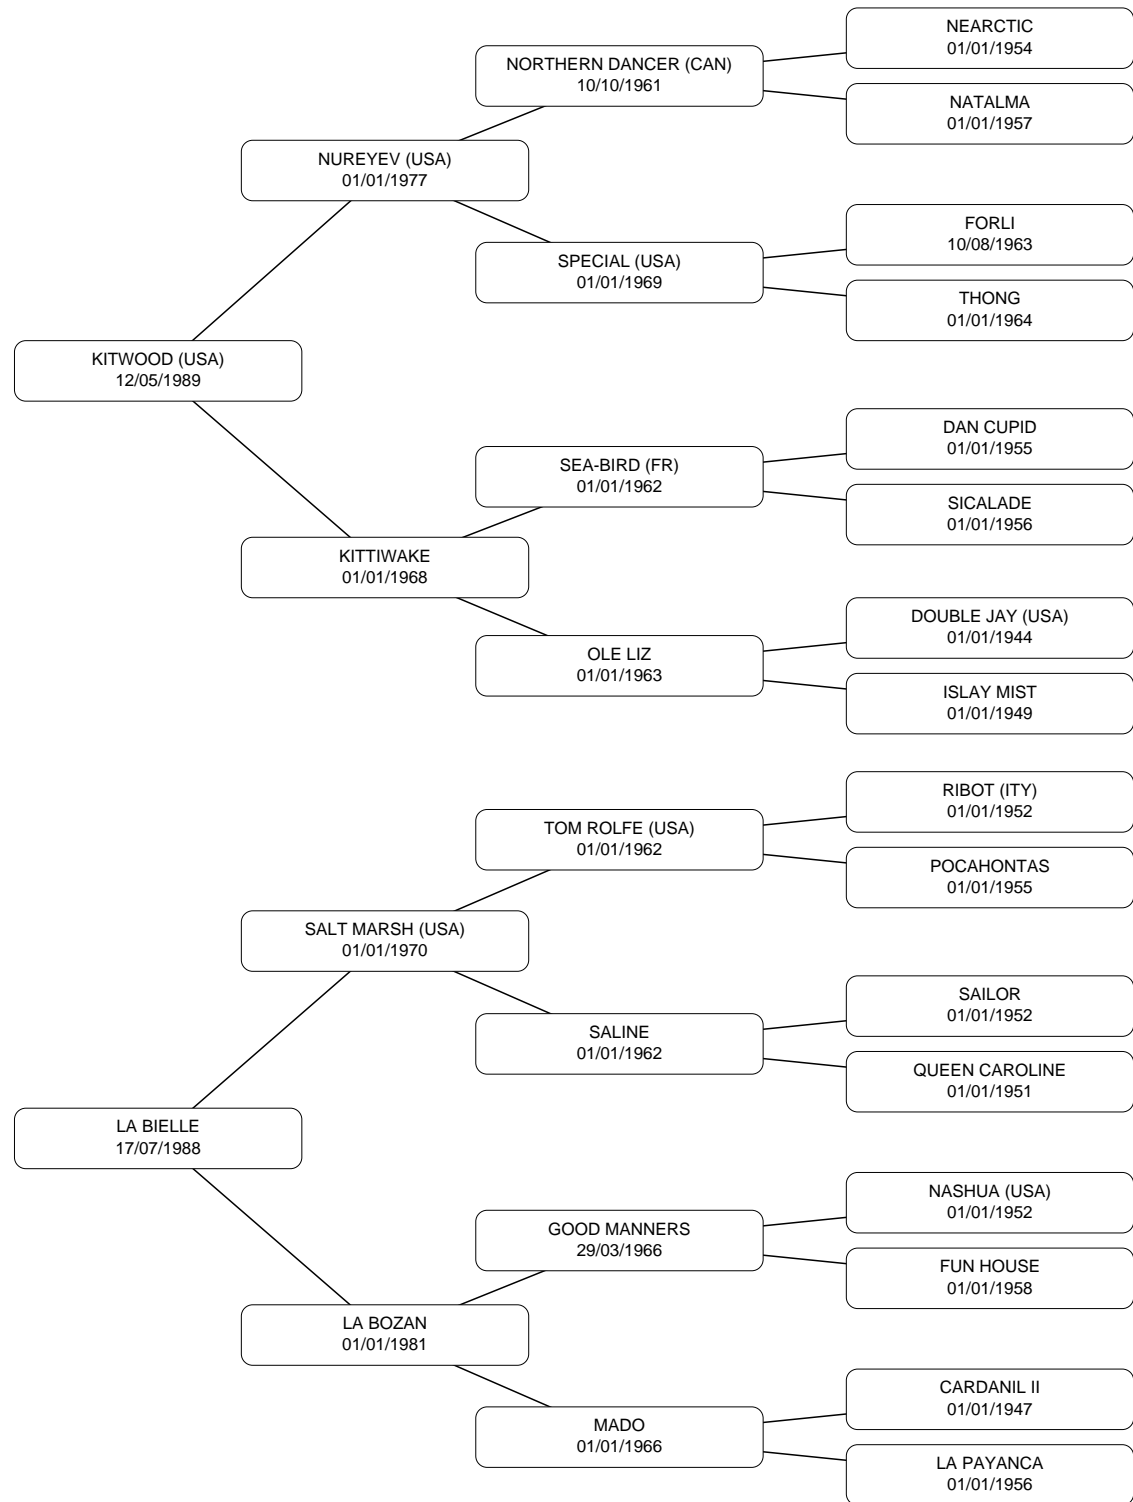 NEARCTIC
01/01/1954
NORTHERN DANCER (CAN)
10/10/1961
NATALMA
01/01/1957
NUREYEV (USA)
01/01/1977
FORLI
10/08/1963
SPECIAL (USA)
01/01/1969
THONG
01/01/1964
KITWOOD (USA)
12/05/1989
DAN CUPID
01/01/1955
SEA-BIRD (FR)
01/01/1962
SICALADE
01/01/1956
KITTIWAKE
01/01/1968
DOUBLE JAY (USA)
01/01/1944
OLE LIZ
01/01/1963
ISLAY MIST
01/01/1949
RIBOT (ITY)
01/01/1952
TOM ROLFE (USA)
01/01/1962
POCAHONTAS
01/01/1955
SALT MARSH (USA)
01/01/1970
SAILOR
01/01/1952
SALINE
01/01/1962
QUEEN CAROLINE
01/01/1951
LA BIELLE
17/07/1988
NASHUA (USA)
01/01/1952
GOOD MANNERS
29/03/1966
FUN HOUSE
01/01/1958
LA BOZAN
01/01/1981
CARDANIL II
01/01/1947
MADO
01/01/1966
LA PAYANCA
01/01/1956